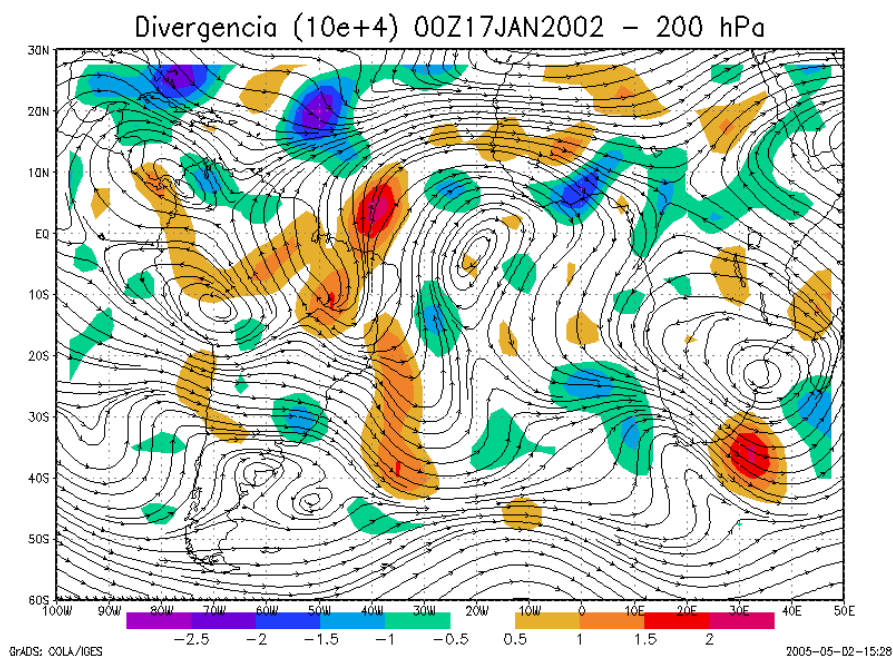 Divergencia (10e+4) 00Z17JAN2002 - 200 hPa
30N
20N
10N
EQ
10S
20S
30S
40S
50S
60S
100W 90W 80W 70W 60W 50W 40W 30W 20W 10W 0 10E 20E 30E 40E 50E
-2.5 -2 -1.5 -1 -0.5 0.5 1 1.5 2
GrADS: COLA/IGES 2005-05-02-15:28